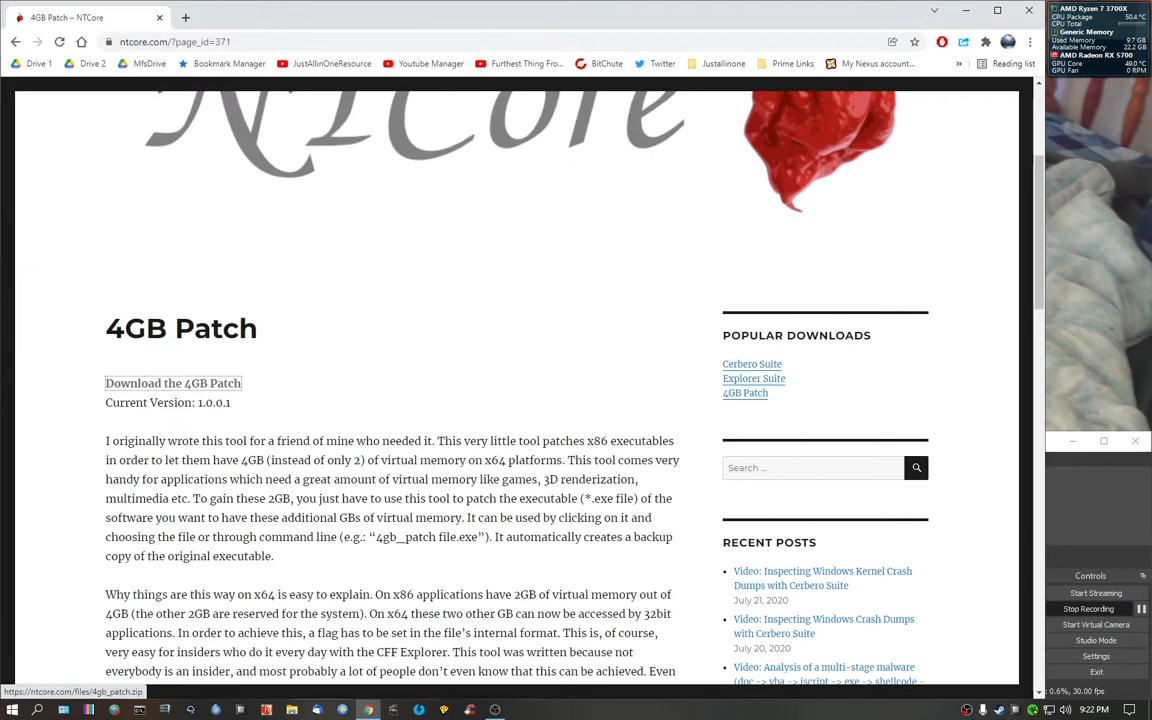 4GB Patch – NTCore
ntcore.com/?page_id=371
Drive 1 Drive 2 MfsDrive Bookmark Manager JustAllinOneResource Youtube Manager Furthest Thing Fro... BitChute Twitter Justallinone Prime Links My Nexus account... » Reading list
AMD Ryzen 7 3700X
CPU Package 50.4 °C
CPU Total
Generic Memory
Used Memory 9.7 GB
Available Memory 22.2 GB
AMD Radeon RX 5700
GPU Core 49.0 °C
GPU Fan 0 RPM
NTCore
4GB Patch
Download the 4GB Patch
Current Version: 1.0.0.1
I originally wrote this tool for a friend of mine who needed it. This very little tool patches x86 executables
in order to let them have 4GB (instead of only 2) of virtual memory on x64 platforms. This tool comes very
handy for applications which need a great amount of virtual memory like games, 3D renderization,
multimedia etc. To gain these 2GB, you just have to use this tool to patch the executable (*.exe file) of the
software you want to have these additional GBs of virtual memory. It can be used by clicking on it and
choosing the file or through command line (e.g.: “4gb_patch file.exe”). It automatically creates a backup
copy of the original executable.
Why things are this way on x64 is easy to explain. On x86 applications have 2GB of virtual memory out of
4GB (the other 2GB are reserved for the system). On x64 these two other GB can now be accessed by 32bit
applications. In order to achieve this, a flag has to be set in the file’s internal format. This is, of course,
very easy for insiders who do it every day with the CFF Explorer. This tool was written because not
everybody is an insider, and most probably a lot of people don’t even know that this can be achieved. Even
POPULAR DOWNLOADS
Cerbero Suite
Explorer Suite
4GB Patch
Search ...
RECENT POSTS
Video: Inspecting Windows Kernel Crash
Dumps with Cerbero Suite
July 21, 2020
Video: Inspecting Windows Crash Dumps
with Cerbero Suite
July 20, 2020
Video: Analysis of a multi-stage malware
(doc -> vba -> jscript -> exe -> shellcode -
https://ntcore.com/files/4gb_patch.zip
Controls
Start Streaming
Stop Recording
Start Virtual Camera
Studio Mode
Settings
Exit
: 0.6%, 30.00 fps
9:22 PM